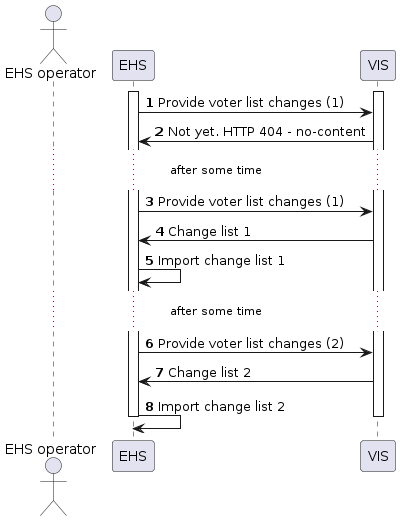 EHS operator
EHS
VIS
1 Provide voter list changes (1)
2 Not yet. HTTP 404 - no-content
after some time
3 Provide voter list changes (1)
4 Change list 1
5 Import change list 1
after some time
6 Provide voter list changes (2)
7 Change list 2
8 Import change list 2
EHS operator
EHS
VIS